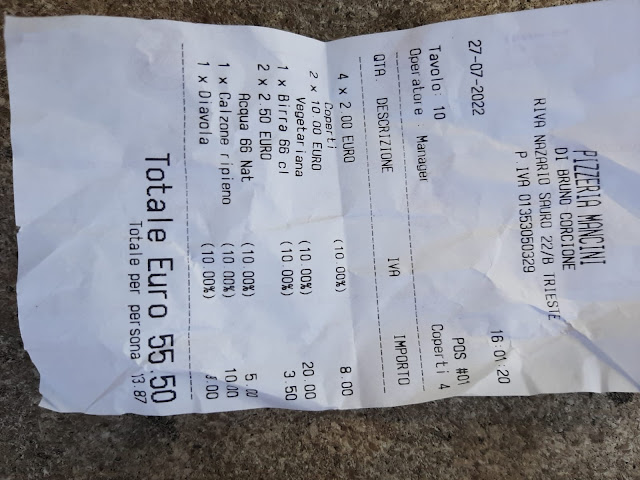 PIZZERIA MANCINI
DI BRUNO CORCIONE
RIVA NAZARIO SAURO 22/B TRIESTE
P.IVA 01353050329
27-07-2022 16:01:20
POS #01
Tavolo: 10 Coperti 4
Operatore : Manager
QTA. DESCRIZIONE IVA IMPORTO
4 x 2.00 EURO
Coperti (10.00%) 8.00
2 x 10.00 EURO
Vegetariana (10.00%) 20.00
1 x Birra 66 cl (10.00%) 3.50
2 x 2.50 EURO
Acqua 66 Nat (10.00%) 5.
1 x Calzone ripieno (10.00%) 10.00
1 x Diavola (10.00%) .00
Totale Euro 55.50
Totale per persona 13.87